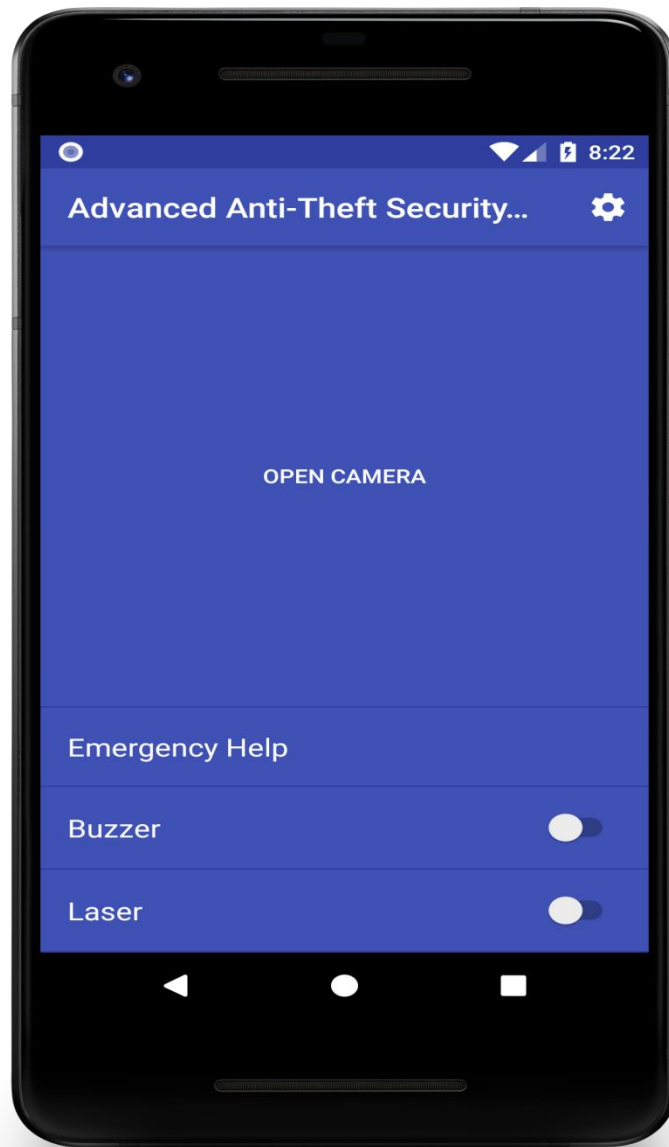 8:22
Advanced Anti-Theft Security...
OPEN CAMERA
Emergency Help
Buzzer
Laser